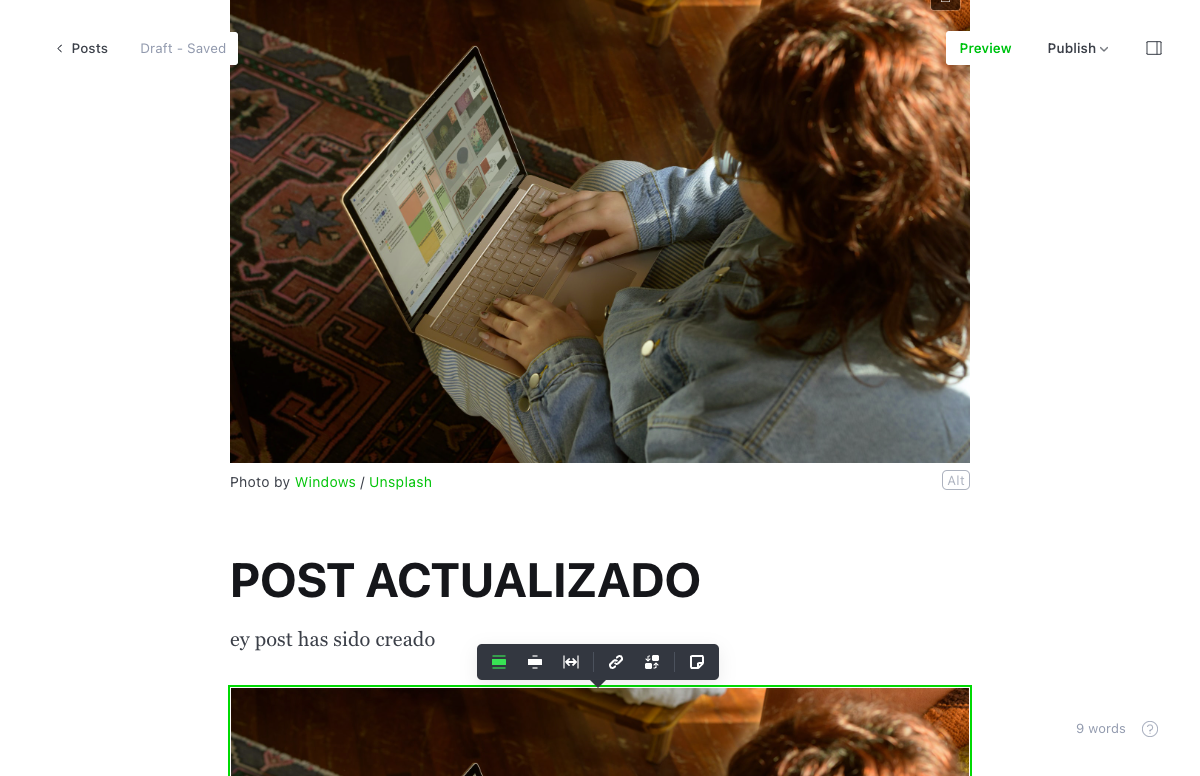 Posts
Draft - Saved
Preview
Publish
Photo by Windows / Unsplash
Alt
POST ACTUALIZADO
ey post has sido creado
9 words
?